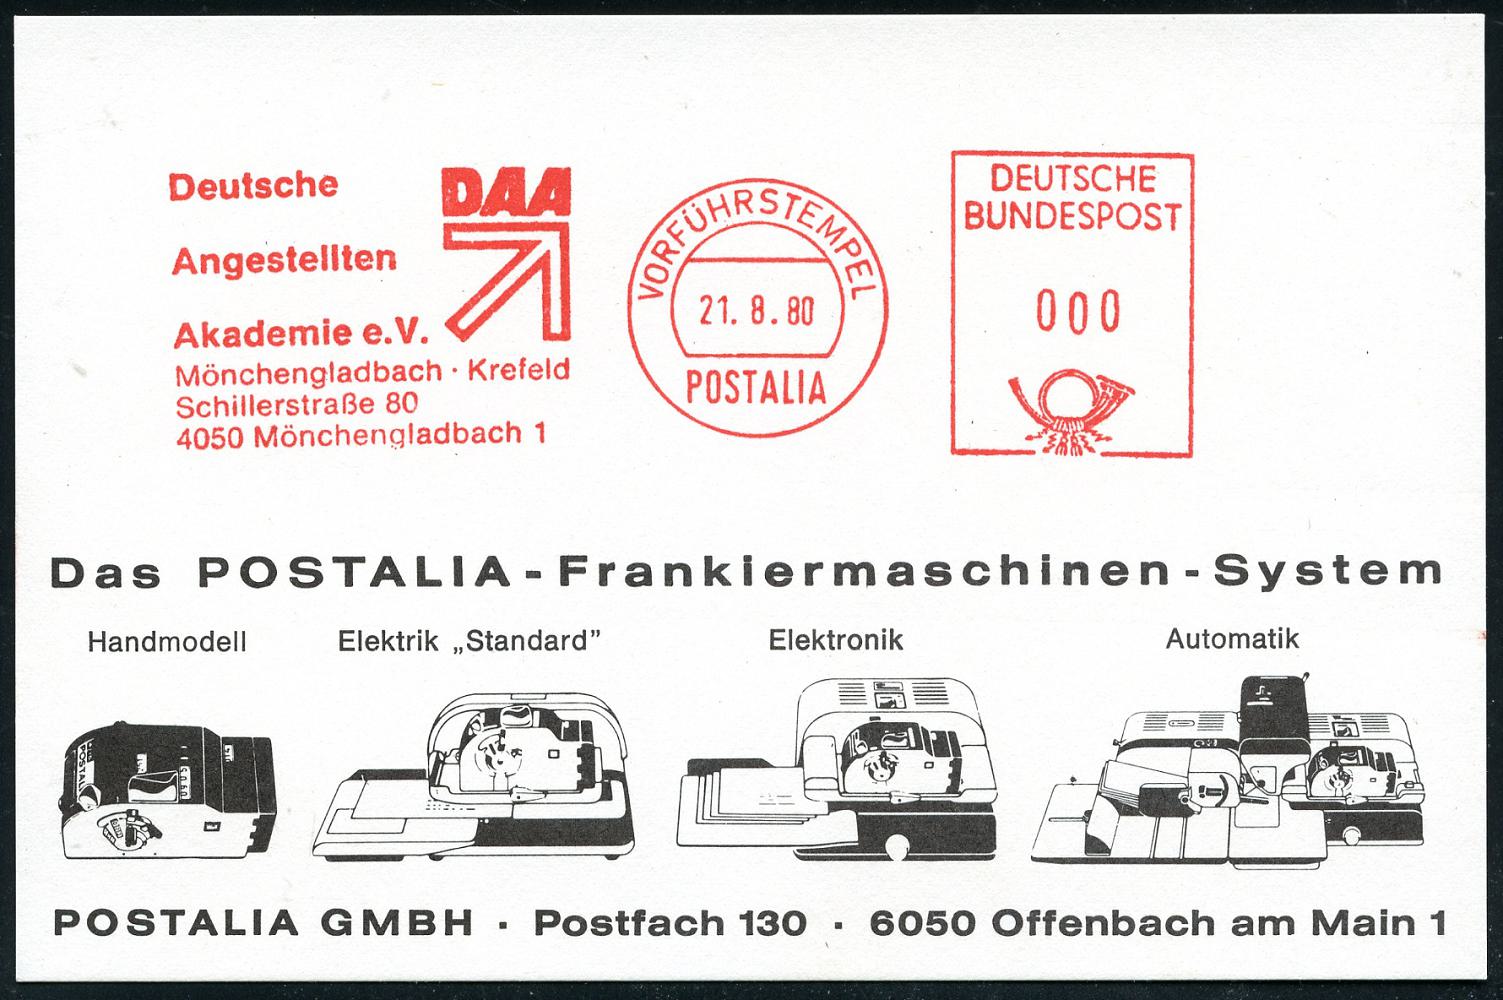 Deutsche
Angestellten
Akademie e.V.
Mönchengladbach · Krefeld
Schillerstraße 80
4050 Mönchengladbach 1
DAA
VORFÜHRSTEMPEL
21. 8. 80
POSTALIA
DEUTSCHE
BUNDESPOST
000
Das POSTALIA-Frankiermaschinen-System
Handmodell
Elektrik „Standard”
Elektronik
Automatik
POSTALIA
POSTALIA GMBH · Postfach 130 · 6050 Offenbach am Main 1